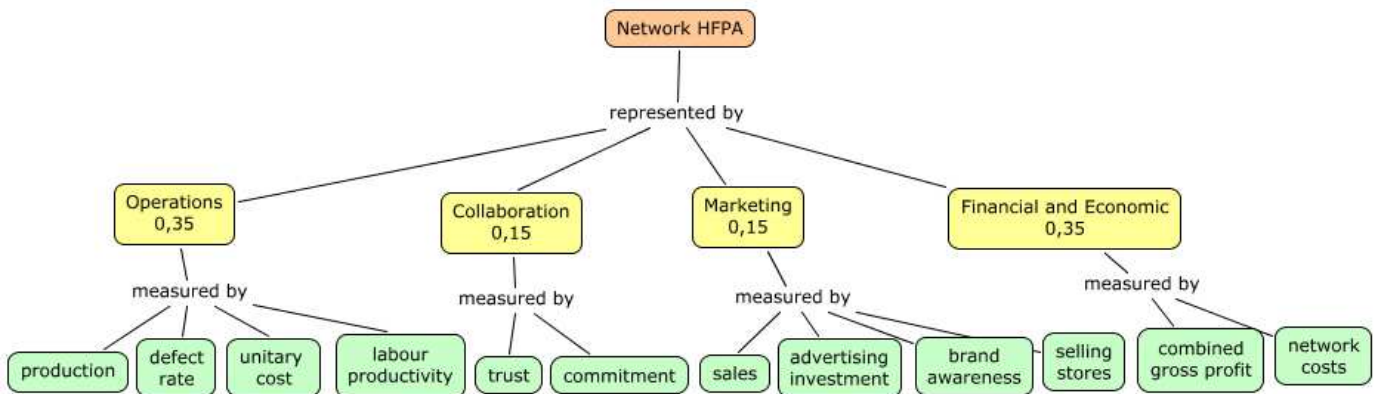 Network HFPA
represented by
Operations
0,35
Collaboration
0,15
Marketing
0,15
Financial and Economic
0,35
measured by
measured by
measured by
measured by
production
defect
rate
unitary
cost
labour
productivity
trust
commitment
sales
advertising
investment
brand
awareness
selling
stores
combined
gross profit
network
costs